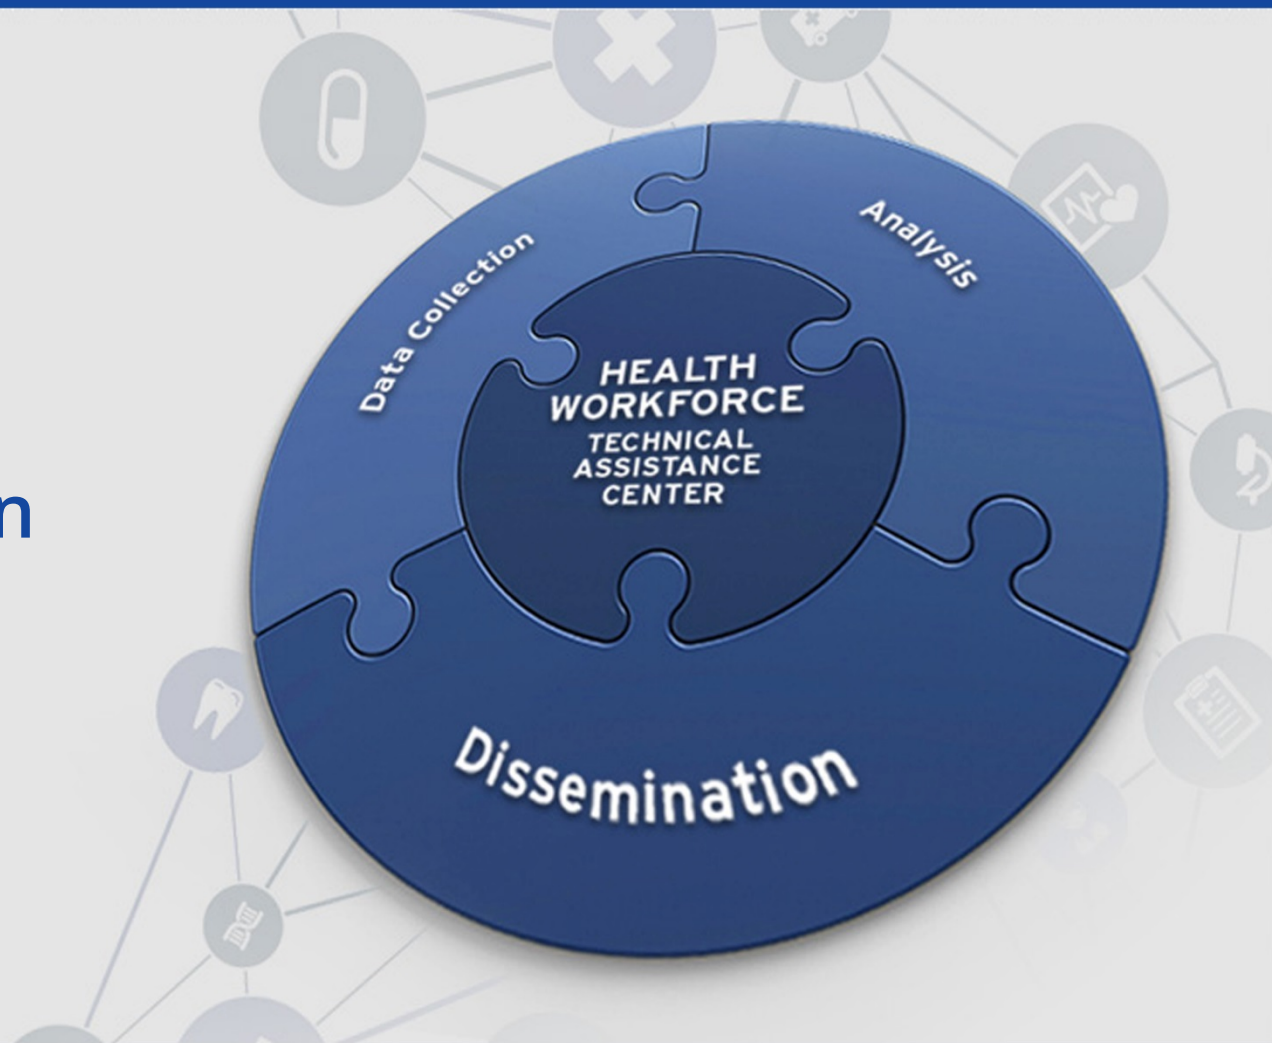 Data Collection
Analysis
HEALTH
WORKFORCE
TECHNICAL
ASSISTANCE
CENTER
n
Dissemination